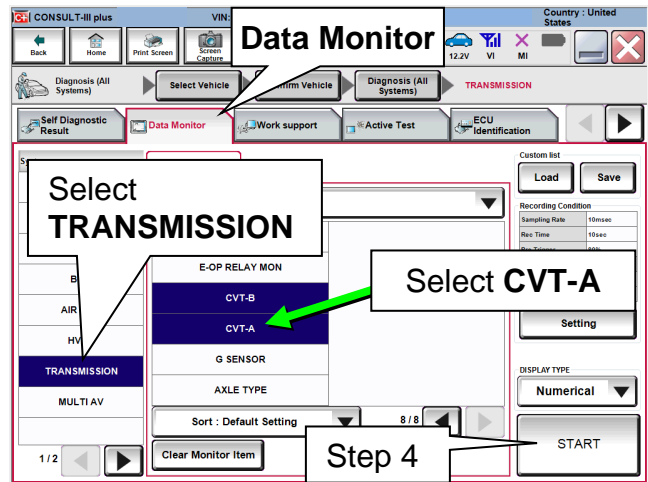 CONSULT-III plus
VIN:
Country : United
States
Back
Home
Print Screen
Screen
Capture
Data Monitor
12.2V
VI
MI
Diagnosis (All
Systems)
Select Vehicle
Confirm Vehicle
Diagnosis (All
Systems)
TRANSMISSION
Self Diagnostic
Result
Data Monitor
Work support
Active Test
ECU
Identification
Custom list
Load
Save
Select
TRANSMISSION
Recording Condition
Sampling Rate
10msec
Rec Time
10sec
E-OP RELAY MON
Select CVT-A
CVT-B
AIR
CVT-A
Setting
HV
G SENSOR
TRANSMISSION
DISPLAY TYPE
AXLE TYPE
Numerical
MULTI AV
Sort : Default Setting
8 / 8
Step 4
START
1 / 2
Clear Monitor Item